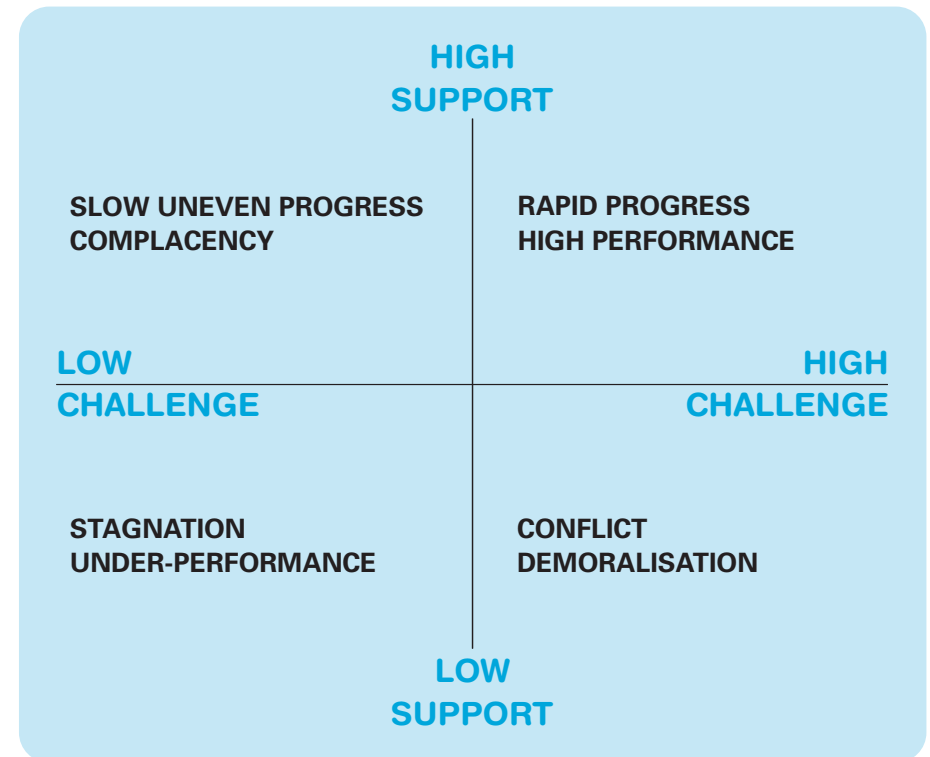 HIGH
SUPPORT
SLOW UNEVEN PROGRESS
COMPLACENCY
RAPID PROGRESS
HIGH PERFORMANCE
LOW
CHALLENGE
HIGH
CHALLENGE
STAGNATION
UNDER-PERFORMANCE
CONFLICT
DEMORALISATION
LOW
SUPPORT